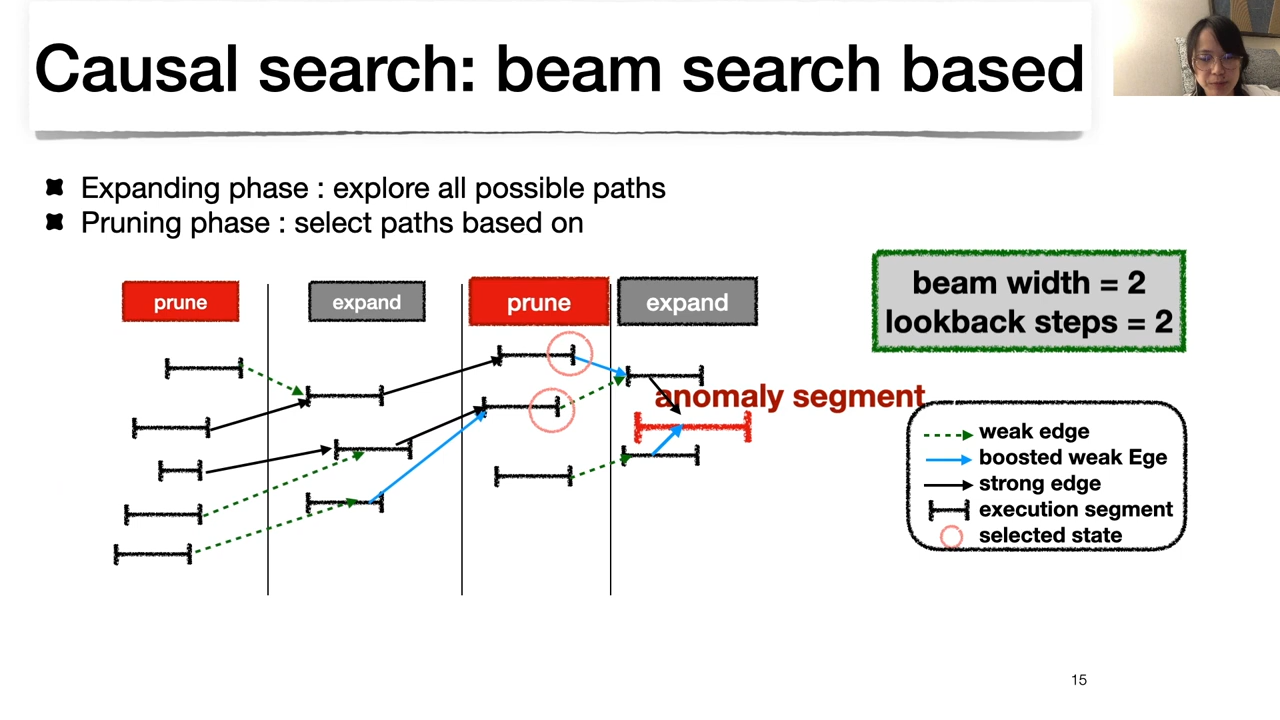 Causal search: beam search based
Expanding phase : explore all possible paths
Pruning phase : select paths based on
beam width = 2
lookback steps = 2
prune
expand
prune
expand
anomaly segment
weak edge
boosted weak Ege
strong edge
execution segment
selected state
15